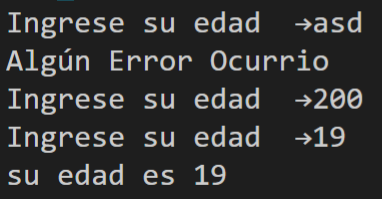 Ingrese su edad  →asd
Algún Error Ocurrio
Ingrese su edad  →200
Ingrese su edad  →19
su edad es 19